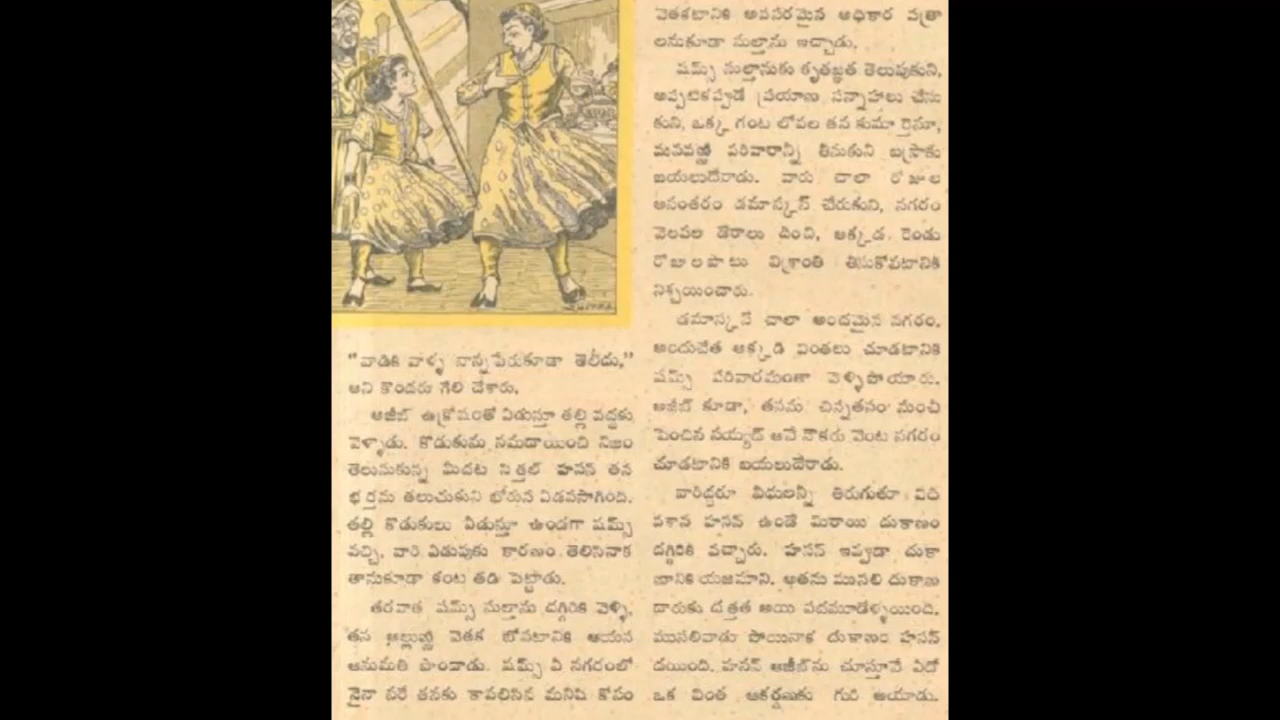 "వాడికి వాళ్ళ నాన్నపేరుకూడా తెలీదు,"
అని కొందరు గేలి చేశారు.
అజీబ్ ఉక్రోషంతో ఏడుస్తూ తల్లి వద్దకు
వెళ్ళాడు. కొడుకును సమదాయించి నిజం
తెలుసుకున్న మీదట సిత్తల్ హసన్ తన
భర్తను తలుచుకుని భోరున ఏడవసాగింది.
తల్లీ కొడుకులు ఏడుస్తూ ఉండగా షమ్స్
వచ్చి, వారి ఏడుపుకు కారణం తెలిసినాక
తానుకూడా కంట తడి పెట్టాడు.
తరవాత షమ్స్ సుల్తాను దగ్గిరికి వెళ్ళి,
తన అల్లుణ్ణి వెతక బోవటానికి ఆయన
అనుమతి పొందాడు. షమ్స్ ఏ నగరంలో
నైనా సరే తనకు కావలిసిన మనిషి కోసం
వెతకటానికి అవసరమైన అధికార పత్రా
లనుకూడా సుల్తాను ఇచ్చాడు.
షమ్స్ సుల్తానుకు కృతజ్ఞత తెలుపుకుని,
అప్పటికప్పుడే ప్రయాణ సన్నాహాలు చేసు
కుని, ఒక్క గంట లోపల తన కుమార్తెనూ,
మనవణ్ణీ పరివారాన్నీ తీసుకుని బస్రాకు
బయలుదేరాడు. వారు చాలా రోజుల
అనంతరం డమాస్కస్ చేరుకుని, నగరం
వెలపల డేరాలు దించి, అక్కడ రెండు
రోజులపాటు విశ్రాంతి తీసుకోవటానికి
నిశ్చయించారు.
డమాస్కస్ చాలా అందమైన నగరం.
అందుచేత అక్కడి వింతలు చూడటానికి
షమ్స్ పరివారమంతా వెళ్ళిపోయారు.
అజీబ్ కూడా, తనను చిన్నతనం నుంచీ
పెంచిన సయ్యద్ అనే నౌకరు వెంట నగరం
చూడటానికి బయలుదేరాడు.
వారిద్దరూ వీధులన్నీ తిరుగుతూ విధి
వశాన హసన్ ఉండే మిఠాయి దుకాణం
దగ్గిరికి వచ్చారు. హసన్ ఇప్పుడా దుకా
ణానికి యజమాని. అతను ముసలి దుకాణ
దారుకు దత్తత అయి పదమూడేళ్ళయింది.
ముసలివాడు పోయినాక దుకాణం హసన్
దయింది. హసన్ అజీబ్‌ను చూస్తూనే ఏదో
ఒక వింత ఆకర్షణకు గురి అయాడు.